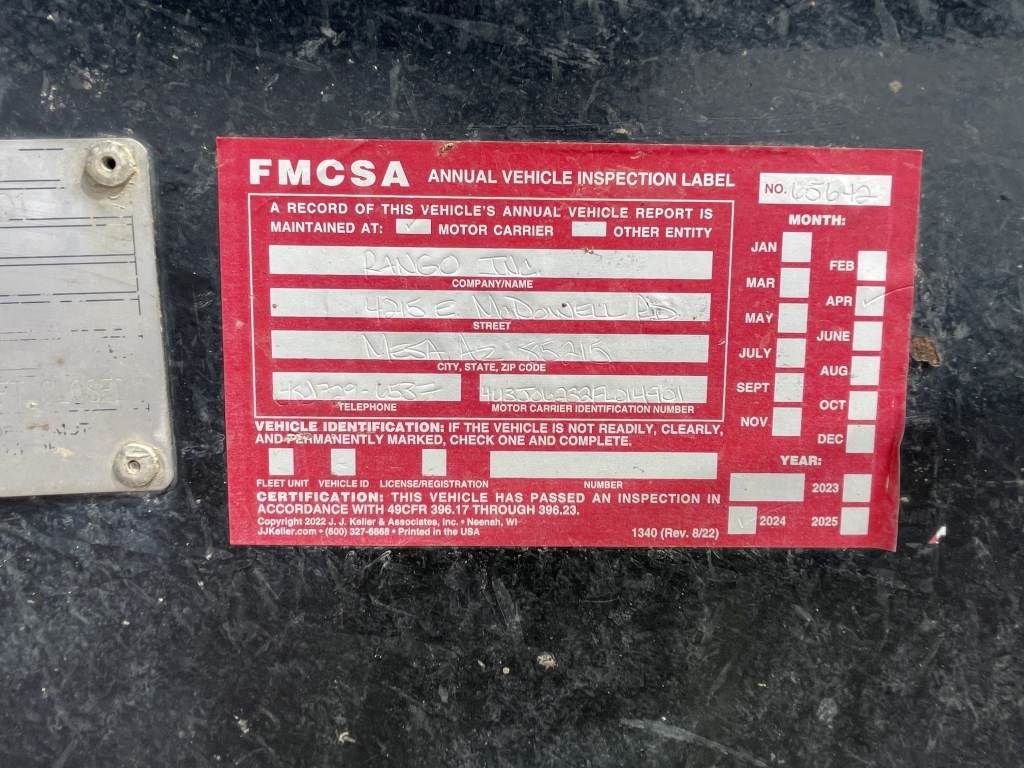 FMCSA ANNUAL VEHICLE INSPECTION LABEL
NO. 65642
A RECORD OF THIS VEHICLE'S ANNUAL VEHICLE REPORT IS
MAINTAINED AT: ✓ MOTOR CARRIER OTHER ENTITY
RANGO INC.
COMPANY/NAME
4215 E McDOWELL RD
STREET
MESA AZ 85215
CITY, STATE, ZIP CODE
TELEPHONE
MOTOR CARRIER IDENTIFICATION NUMBER
VEHICLE IDENTIFICATION: IF THE VEHICLE IS NOT READILY, CLEARLY,
AND PERMANENTLY MARKED, CHECK ONE AND COMPLETE.
FLEET UNIT VEHICLE ID LICENSE/REGISTRATION NUMBER
CERTIFICATION: THIS VEHICLE HAS PASSED AN INSPECTION IN
ACCORDANCE WITH 49CFR 396.17 THROUGH 396.23.
Copyright 2022 J. J. Keller & Associates, Inc. • Neenah, WI
JJKeller.com • (800) 327-6868 • Printed in the USA
1340 (Rev. 8/22)
MONTH:
JAN
FEB
MAR
APR ✓
MAY
JUNE
JULY
AUG
SEPT
OCT
NOV
DEC
YEAR:
2023
✓ 2024 2025